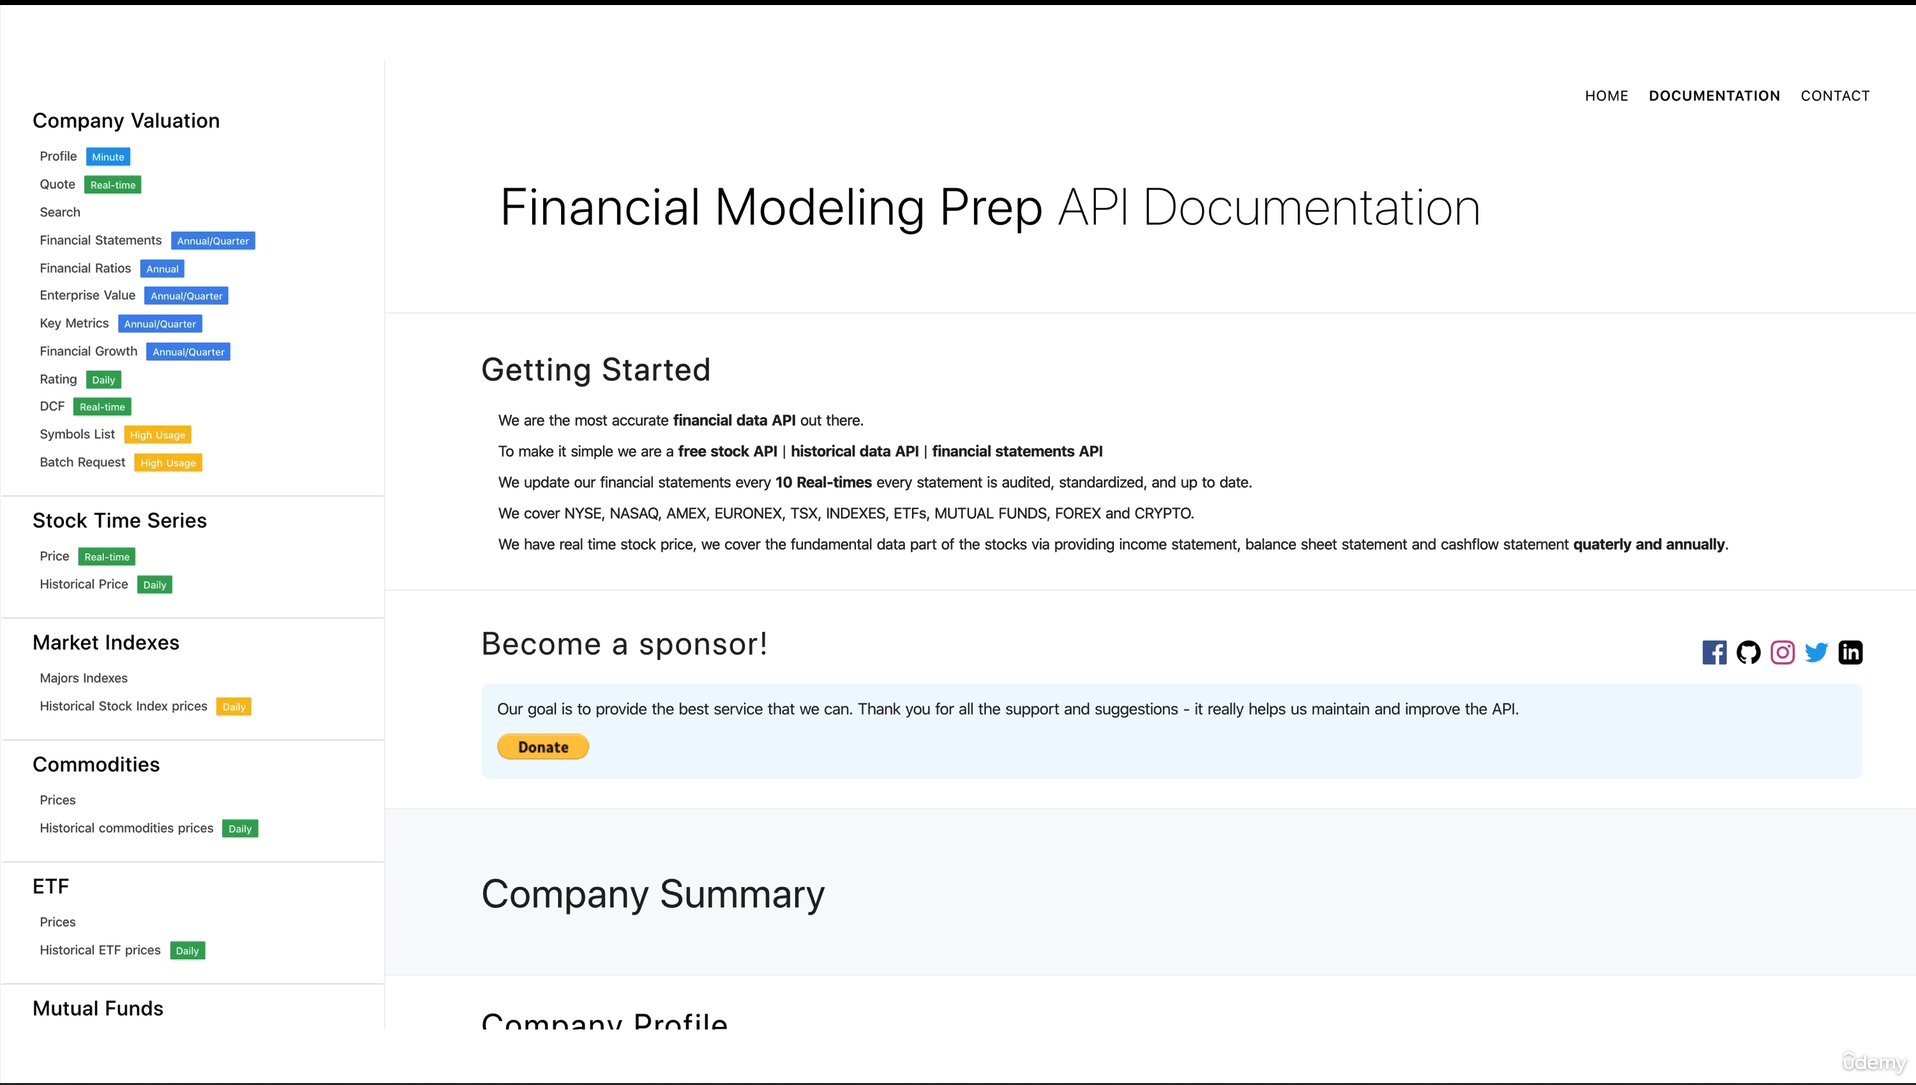 HOME DOCUMENTATION CONTACT
Company Valuation
Profile Minute
Quote Real-time
Search
Financial Statements Annual/Quarter
Financial Ratios Annual
Enterprise Value Annual/Quarter
Key Metrics Annual/Quarter
Financial Growth Annual/Quarter
Rating Daily
DCF Real-time
Symbols List High Usage
Batch Request High Usage
Stock Time Series
Price Real-time
Historical Price Daily
Market Indexes
Majors Indexes
Historical Stock Index prices Daily
Commodities
Prices
Historical commodities prices Daily
ETF
Prices
Historical ETF prices Daily
Mutual Funds
Financial Modeling Prep API Documentation
Getting Started
We are the most accurate financial data API out there.
To make it simple we are a free stock API | historical data API | financial statements API
We update our financial statements every 10 Real-times every statement is audited, standardized, and up to date.
We cover NYSE, NASAQ, AMEX, EURONEX, TSX, INDEXES, ETFs, MUTUAL FUNDS, FOREX and CRYPTO.
We have real time stock price, we cover the fundamental data part of the stocks via providing income statement, balance sheet statement and cashflow statement quaterly and annually.
Become a sponsor!
Our goal is to provide the best service that we can. Thank you for all the support and suggestions - it really helps us maintain and improve the API.
Donate
Company Summary
Company Profile
ûdemy